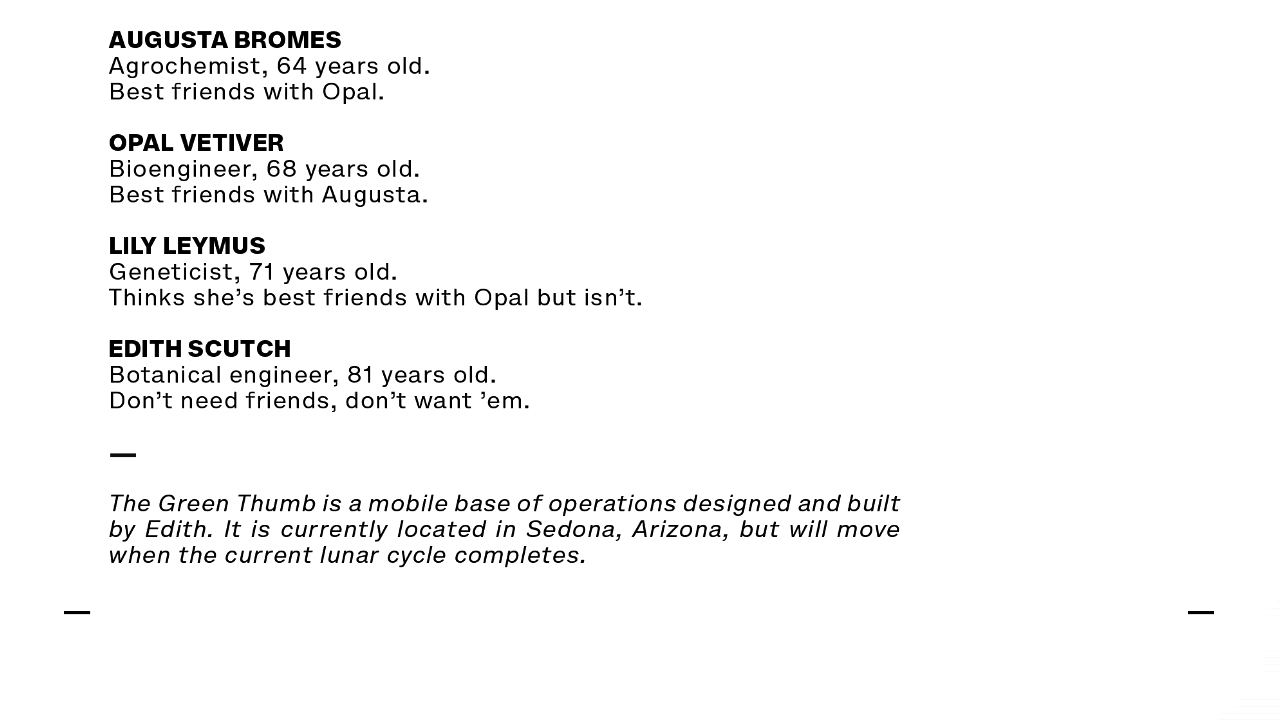 AUGUSTA BROMES
Agrochemist, 64 years old.
Best friends with Opal.
OPAL VETIVER
Bioengineer, 68 years old.
Best friends with Augusta.
LILY LEYMUS
Geneticist, 71 years old.
Thinks she’s best friends with Opal but isn’t.
EDITH SCUTCH
Botanical engineer, 81 years old.
Don’t need friends, don’t want ’em.
—
The Green Thumb is a mobile base of operations designed and built
by Edith. It is currently located in Sedona, Arizona, but will move
when the current lunar cycle completes.